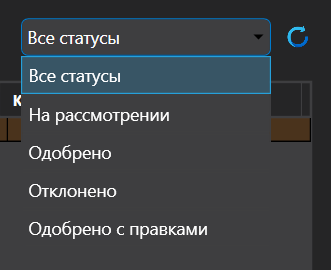 Все статусы
Все статусы
На рассмотрении
Одобрено
Отклонено
Одобрено с правками